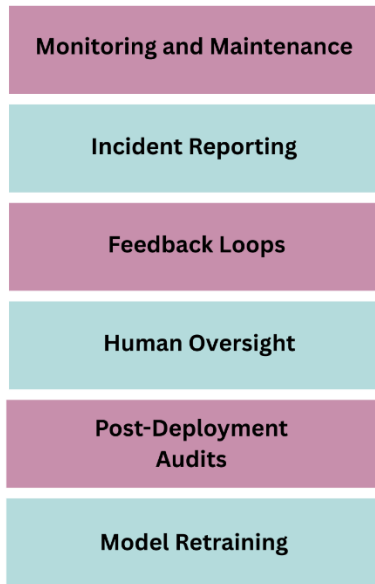 Monitoring and Maintenance
Incident Reporting
Feedback Loops
Human Oversight
Post-Deployment
Audits
Model Retraining